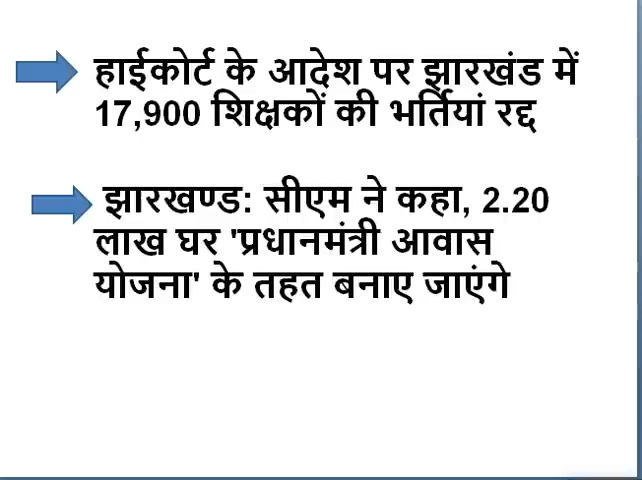 हाईकोर्ट के आदेश पर झारखंड में
17,900 शिक्षकों की भर्तियां रद्द
झारखण्ड: सीएम ने कहा, 2.20
लाख घर 'प्रधानमंत्री आवास
योजना' के तहत बनाए जाएंगे